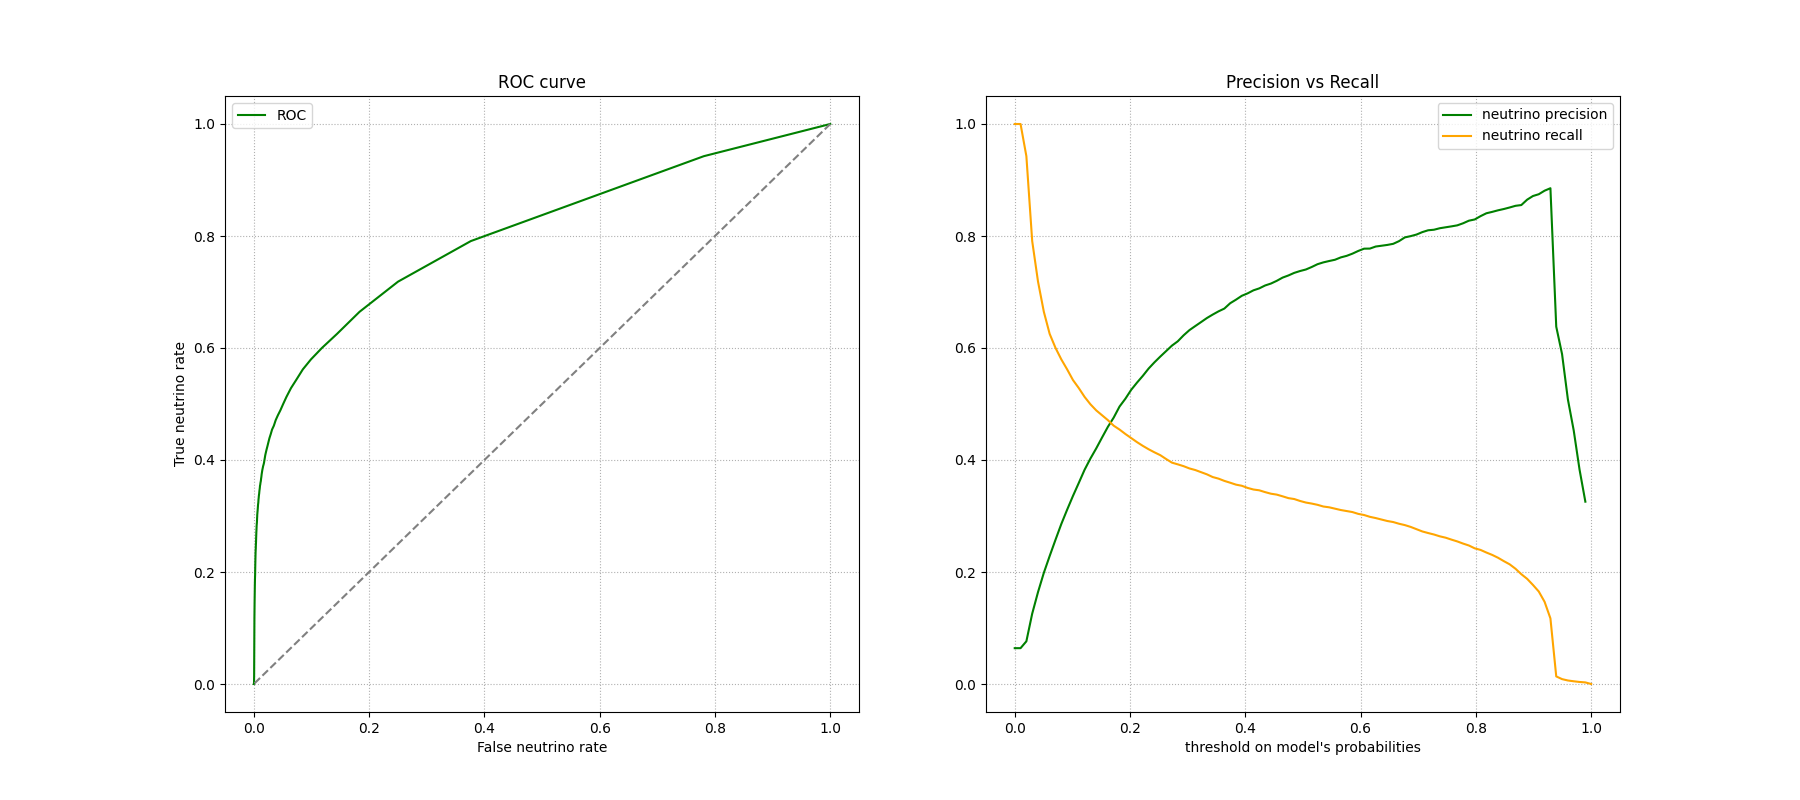 ROC curve
ROC
1.0
0.8
0.6
0.4
0.2
0.0
True neutrino rate
0.0 0.2 0.4 0.6 0.8 1.0
False neutrino rate
Precision vs Recall
neutrino precision
neutrino recall
1.0
0.8
0.6
0.4
0.2
0.0
0.0 0.2 0.4 0.6 0.8 1.0
threshold on model's probabilities